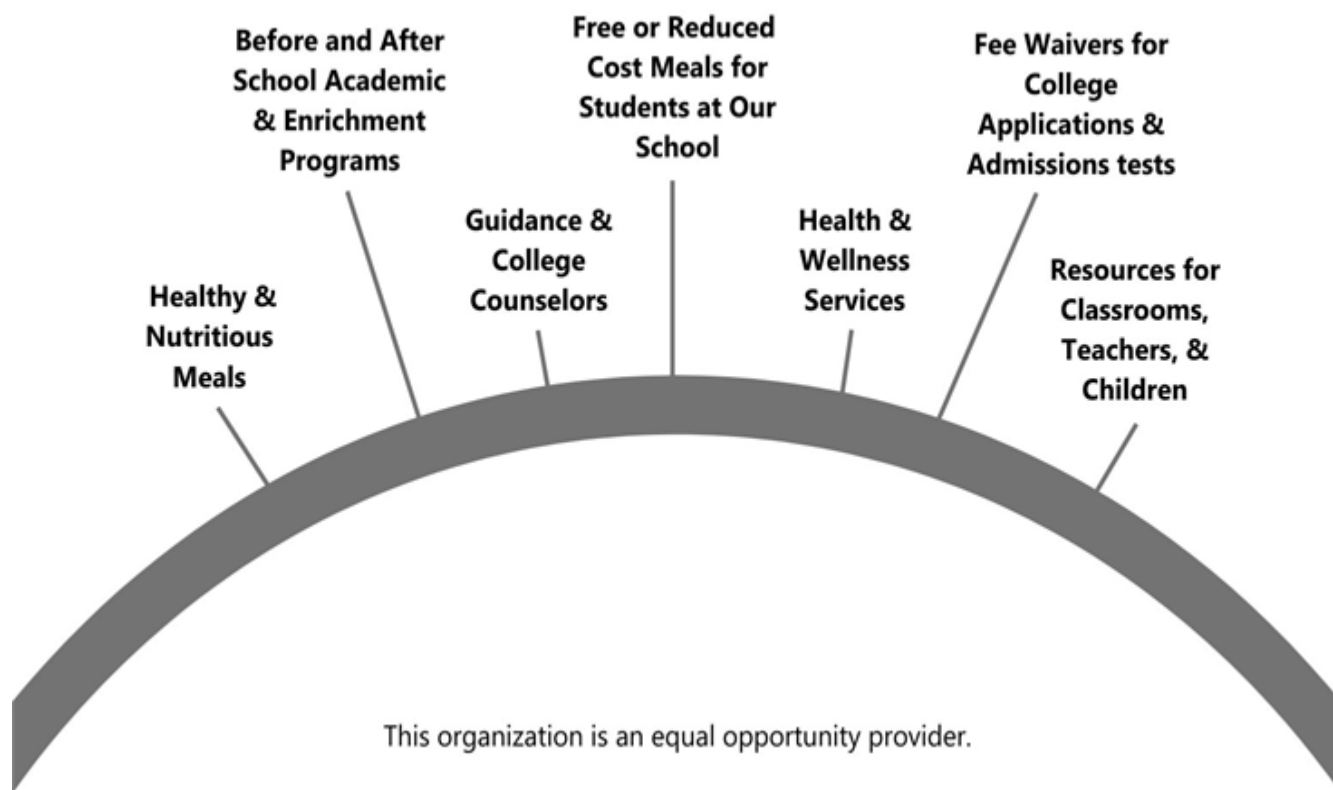 Before and After
School Academic
& Enrichment
Programs
Free or Reduced
Cost Meals for
Students at Our
School
Fee Waivers for
College
Applications &
Admissions tests
Healthy &
Nutritious
Meals
Guidance &
College
Counselors
Health &
Wellness
Services
Resources for
Classrooms,
Teachers, &
Children
This organization is an equal opportunity provider.